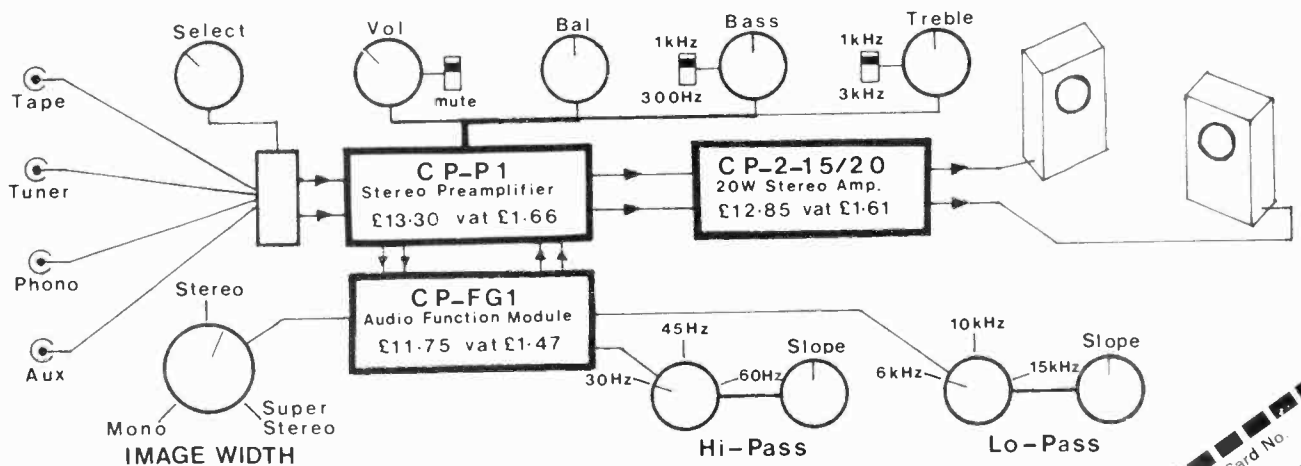 Select
Vol
mute
Bal
Bass
1kHz
300Hz
Treble
1kHz
3kHz
Tape
Tuner
Phono
Aux
CP-P1
Stereo Preamplifier
£13·30 vat £1·66
CP-2-15/20
20W Stereo Amp.
£12·85 vat £1·61
CP-FG1
Audio Function Module
£11·75 vat £1·47
Stereo
Mono
Super
Stereo
IMAGE WIDTH
45Hz
30Hz
60Hz
Slope
Hi-Pass
10kHz
6kHz
15kHz
Slope
Lo-Pass
Card No.